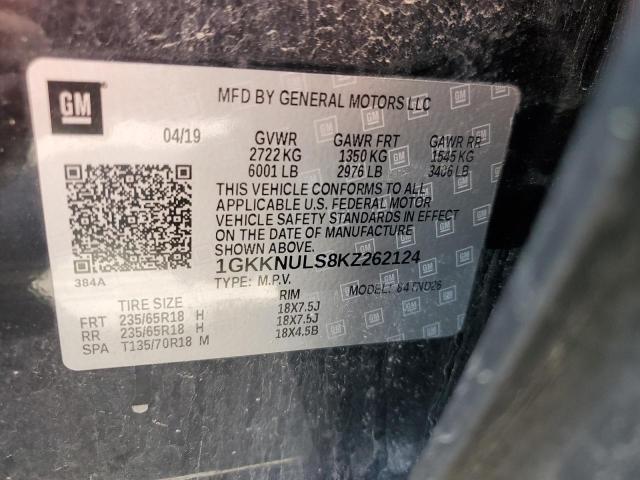 GM
MFD BY GENERAL MOTORS LLC
04/19 GVWR GAWR FRT GAWR RR
2722 KG 1350 KG 1545 KG
6001 LB 2976 LB 3406 LB
THIS VEHICLE CONFORMS TO ALL
APPLICABLE U.S. FEDERAL MOTOR
VEHICLE SAFETY STANDARDS IN EFFECT
ON THE DATE OF MANUFACTURE
SHOWN ABOVE.
384A
1GKKNULS8KZ262124
TYPE: M.P.V. MODEL:
TIRE SIZE RIM
FRT 235/65R18 H 18X7.5J
RR 235/65R18 H 18X7.5J
SPA T135/70R18 M 18X4.5B